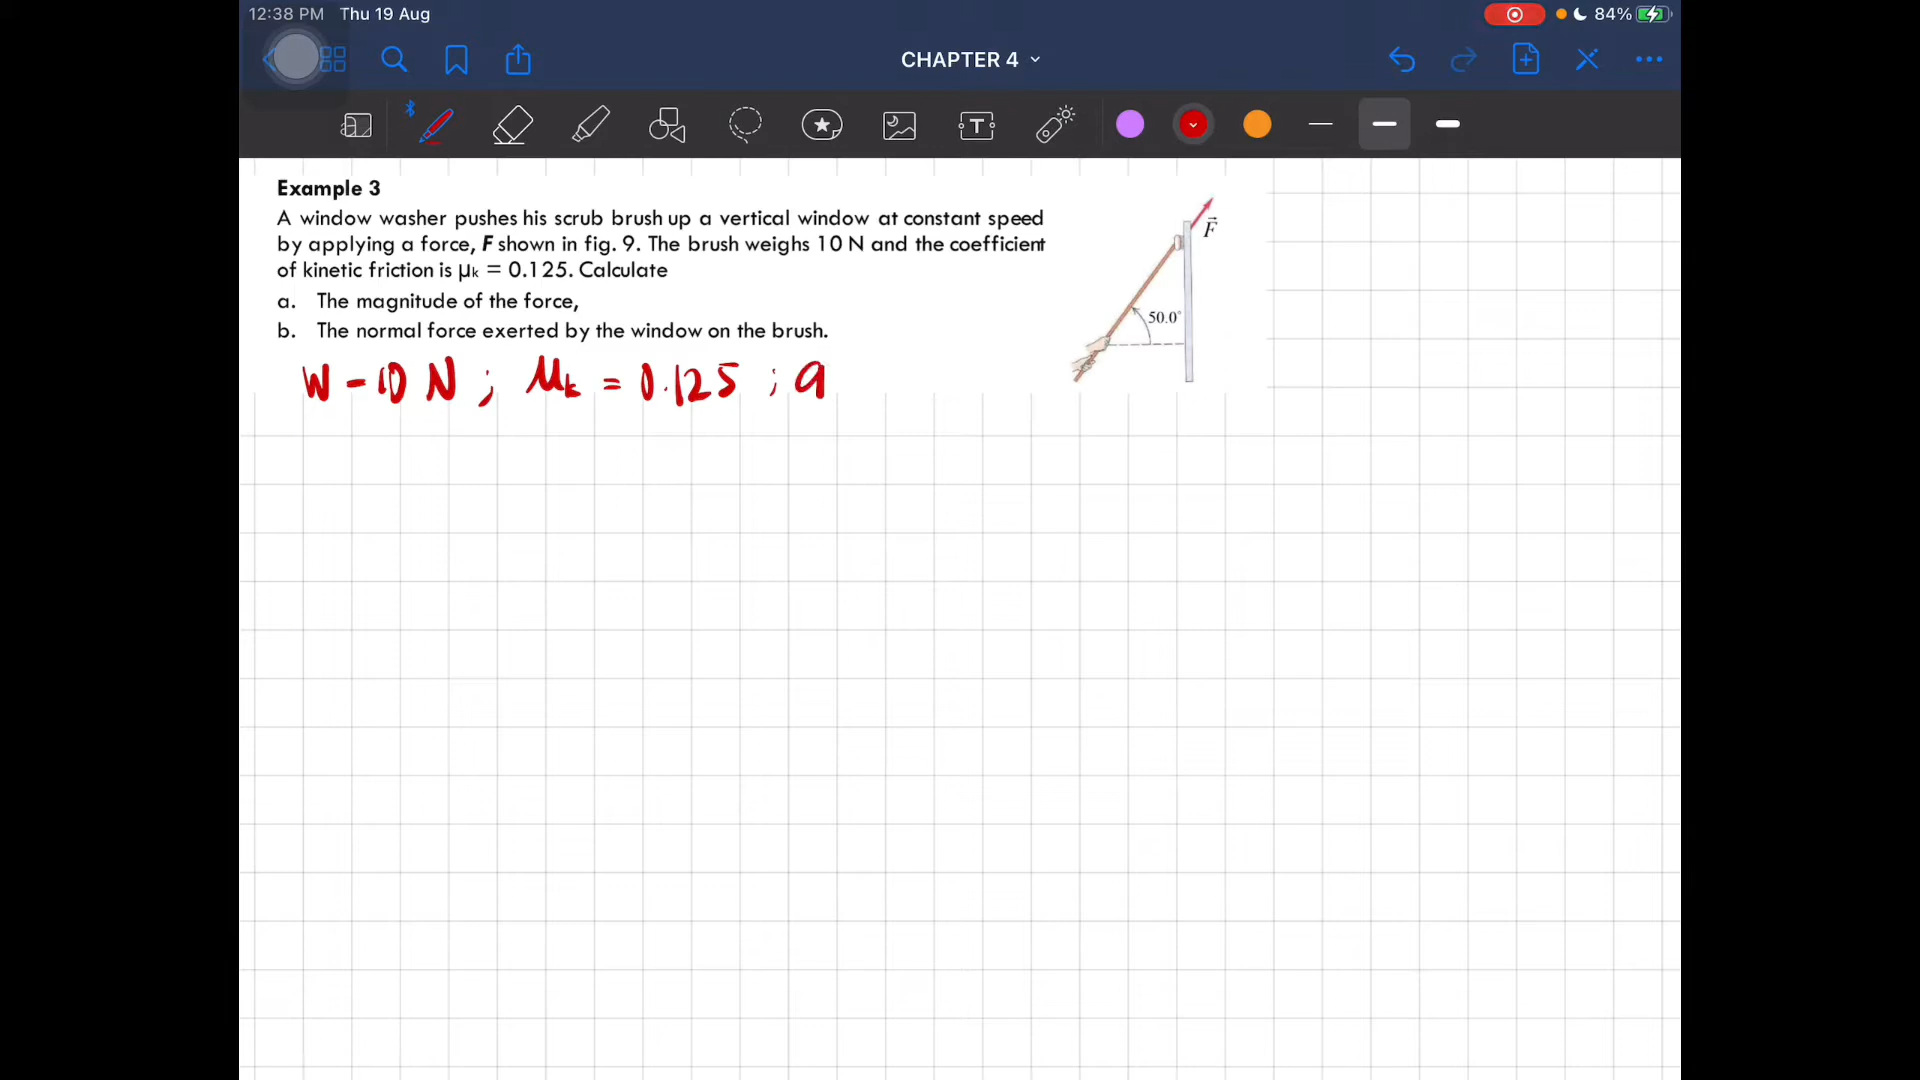 12:38 PM Thu 19 Aug
84%
CHAPTER 4
T
Example 3
A window washer pushes his scrub brush up a vertical window at constant speed
by applying a force, F shown in fig. 9. The brush weighs 10 N and the coefficient
of kinetic friction is μk = 0.125. Calculate
a. The magnitude of the force,
b. The normal force exerted by the window on the brush.
F
50.0°
W - 10 N ; μk = 0.125 ; a